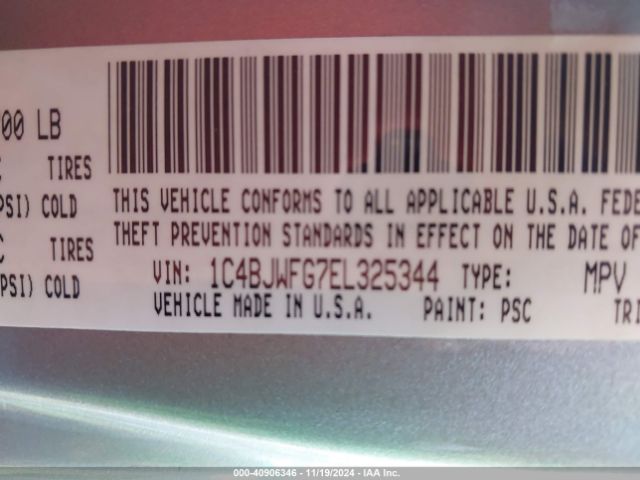 00 LB
C TIRES
PSI) COLD
C TIRES
PSI) COLD
THIS VEHICLE CONFORMS TO ALL APPLICABLE U.S.A. FEDE
THEFT PREVENTION STANDARDS IN EFFECT ON THE DATE OF
VIN: 1C4BJWFG7EL325344 TYPE: MPV
VEHICLE MADE IN U.S.A. PAINT: PSC TRI
000-40906346 - 11/19/2024 - IAA Inc.